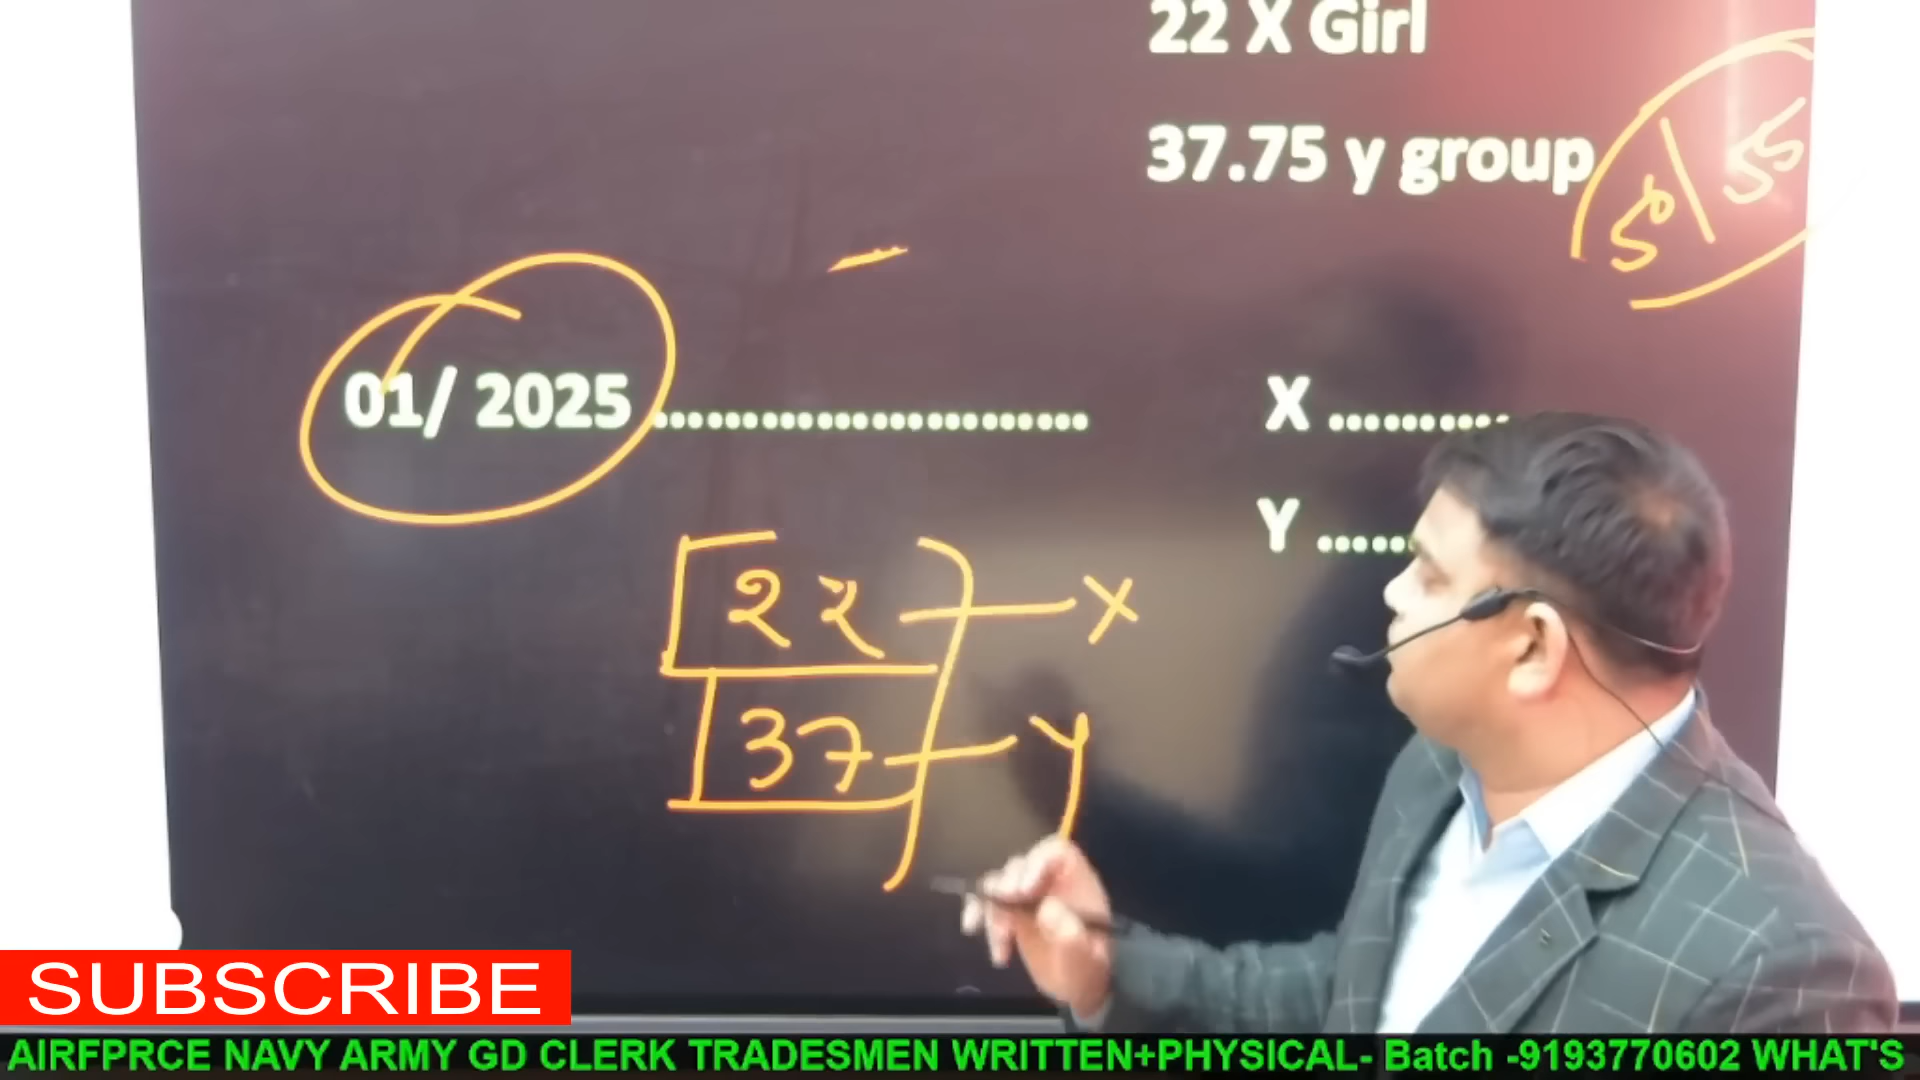 22 X Girl
37.75 y group
50 \ 55
01/ 2025........................ X ..........
Y .....
22 — X
37 — y
SUBSCRIBE
AIRFPRCE NAVY ARMY GD CLERK TRADESMEN WRITTEN+PHYSICAL- Batch -9193770602 WHAT'S